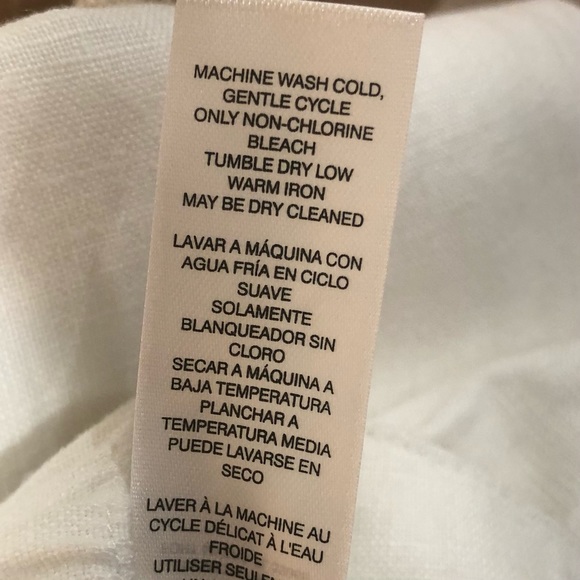 MACHINE WASH COLD,
GENTLE CYCLE
ONLY NON-CHLORINE
BLEACH
TUMBLE DRY LOW
WARM IRON
MAY BE DRY CLEANED
LAVAR A MÁQUINA CON
AGUA FRÍA EN CICLO
SUAVE
SOLAMENTE
BLANQUEADOR SIN
CLORO
SECAR A MÁQUINA A
BAJA TEMPERATURA
PLANCHAR A
TEMPERATURA MEDIA
PUEDE LAVARSE EN
SECO
LAVER À LA MACHINE AU
CYCLE DÉLICAT À L'EAU
FROIDE
UTILISER